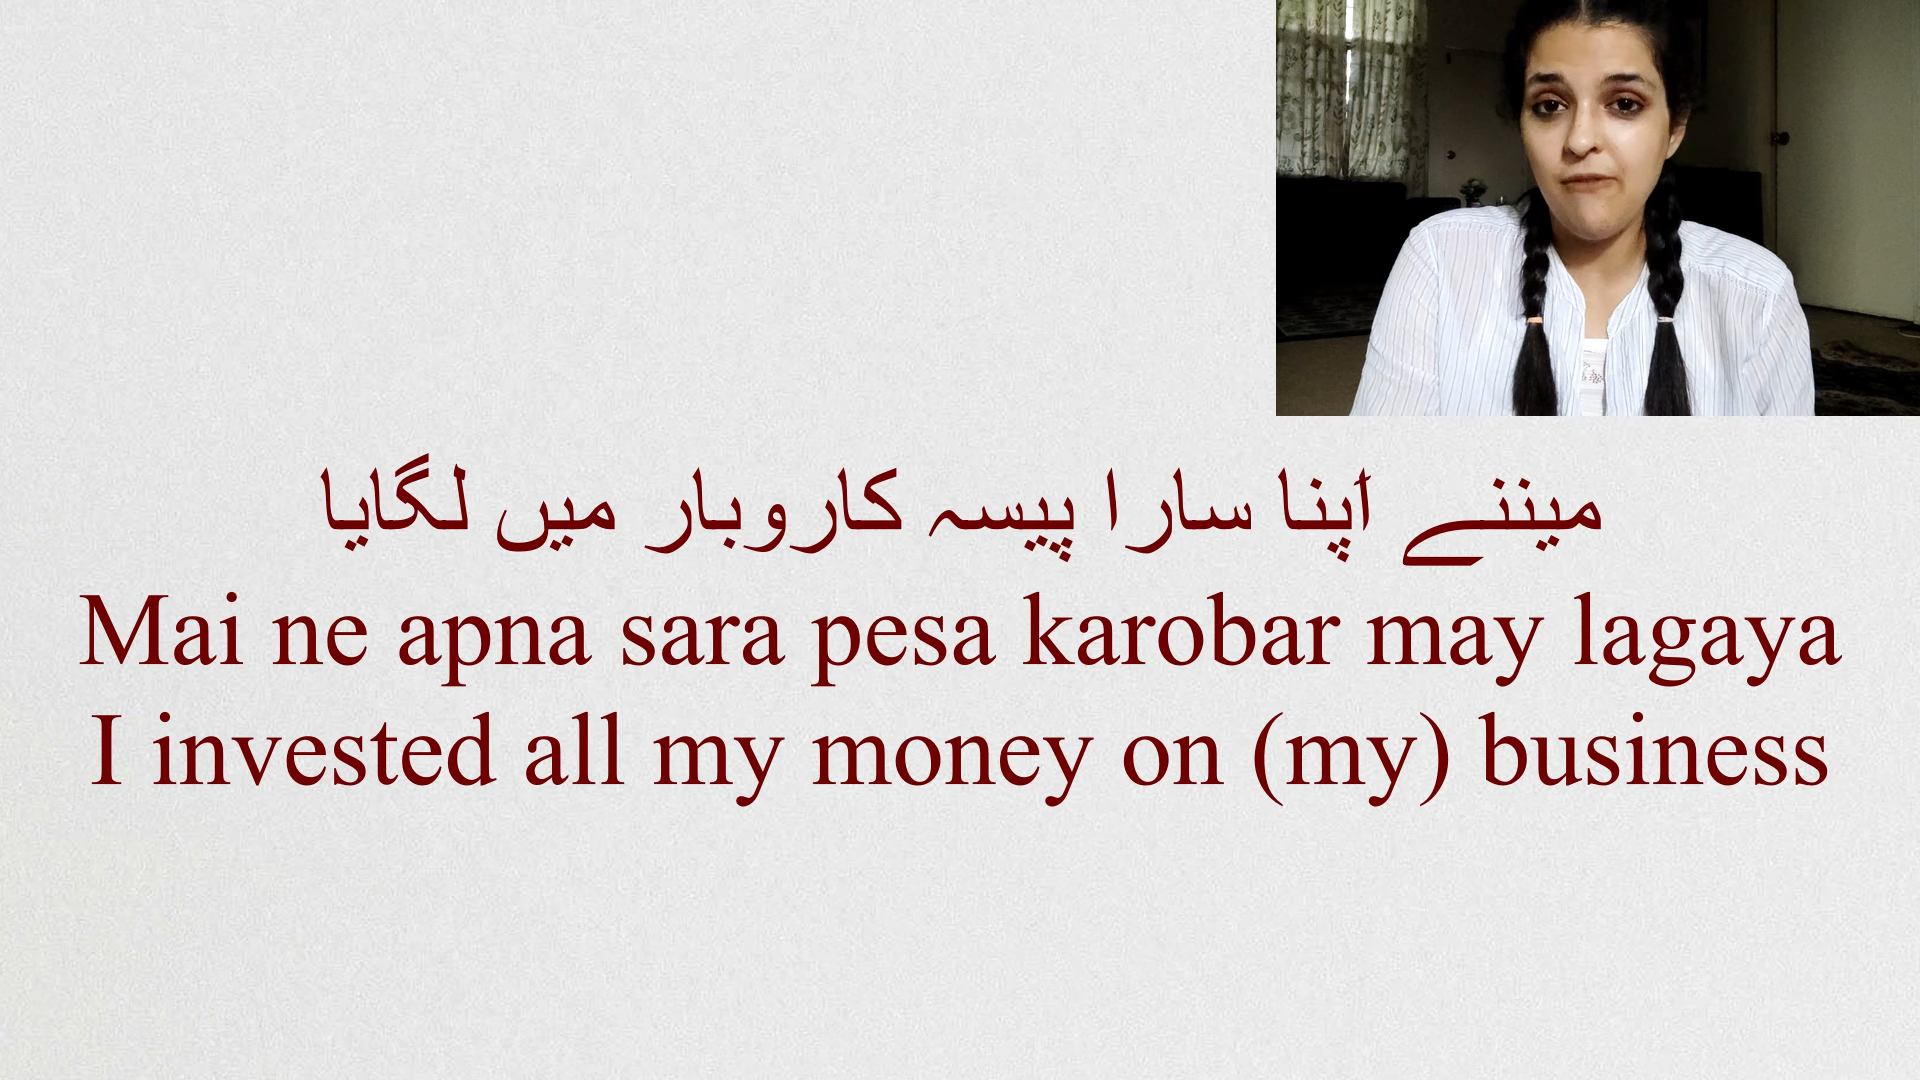 میننے اَپنا سارا پیسہ کاروبار میں لگایا
Mai ne apna sara pesa karobar may lagaya
I invested all my money on (my) business